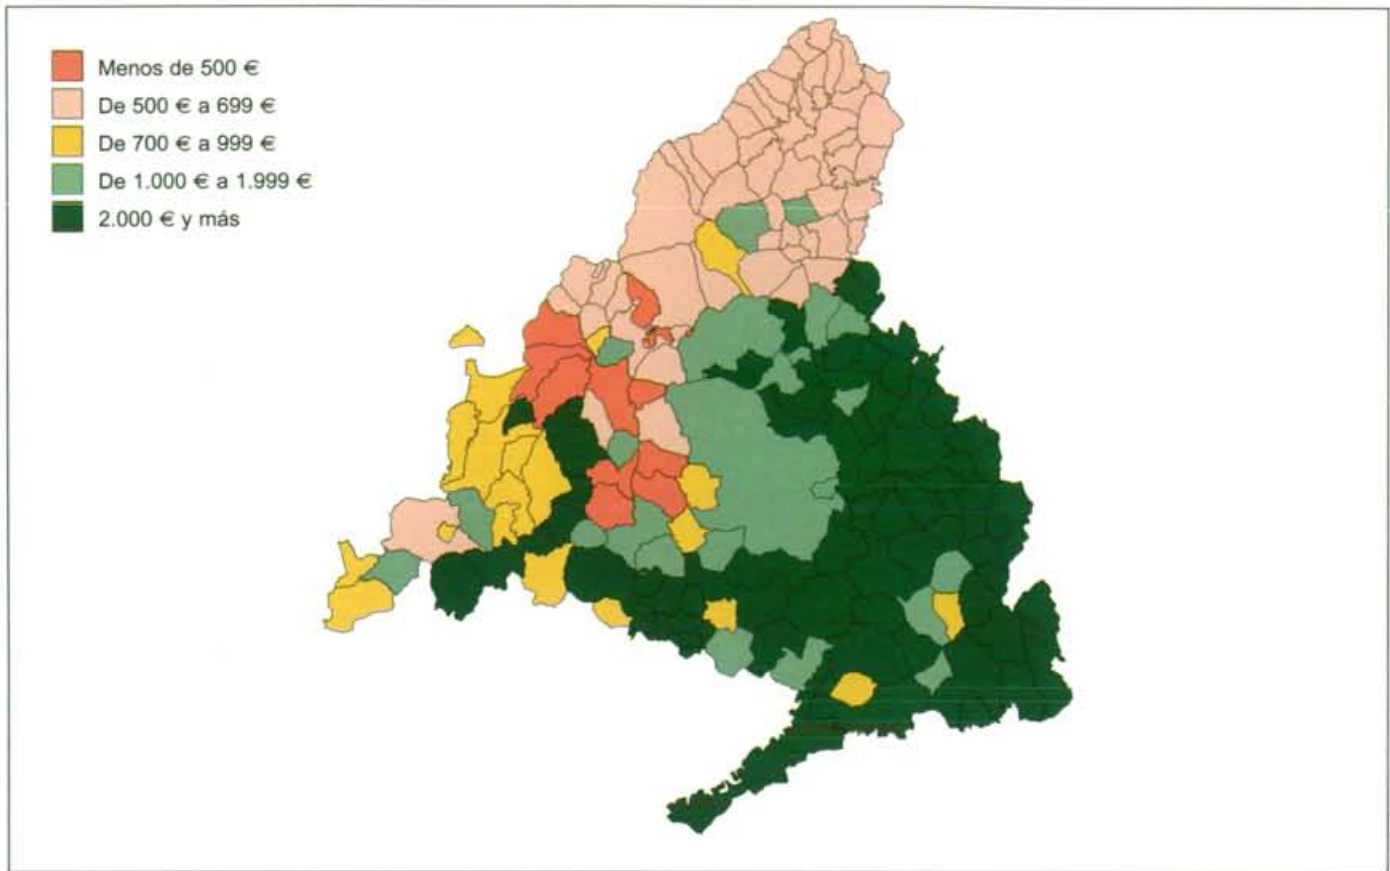 Menos de 500 €
De 500 € a 699 €
De 700 € a 999 €
De 1.000 € a 1.999 €
2.000 € y más